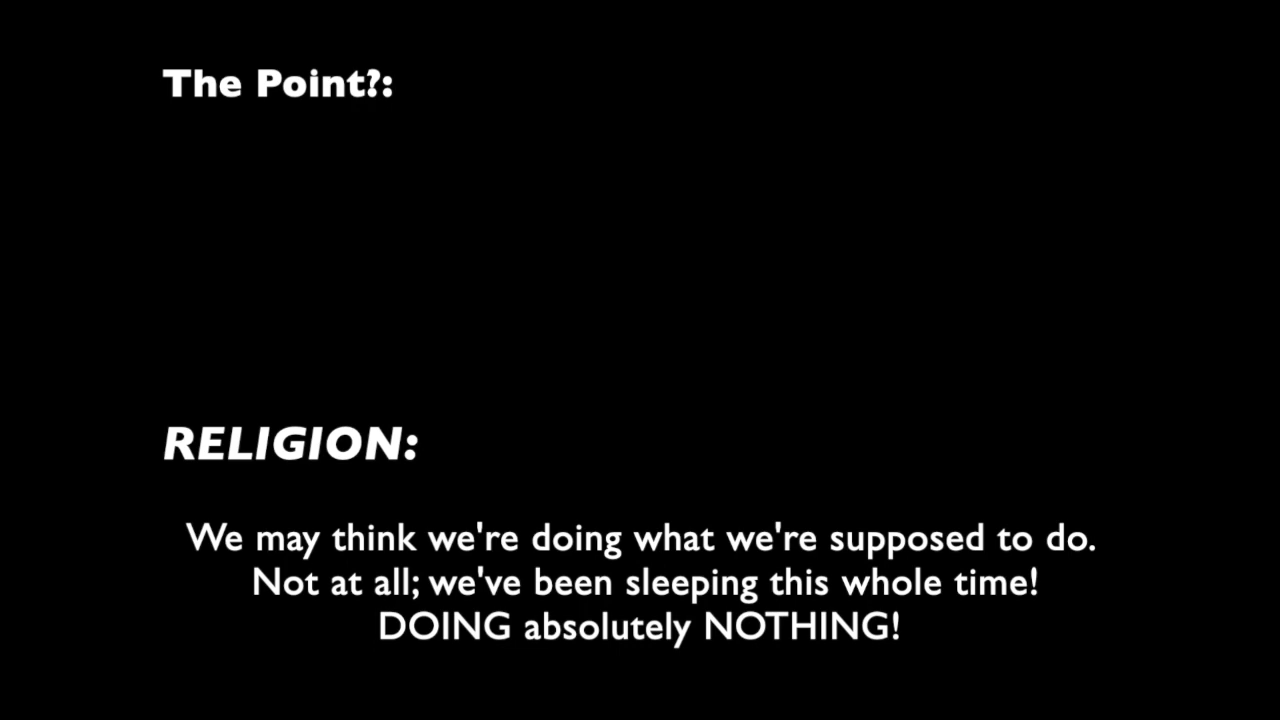 The Point?:
RELIGION:
We may think we're doing what we're supposed to do.
Not at all; we've been sleeping this whole time!
DOING absolutely NOTHING!